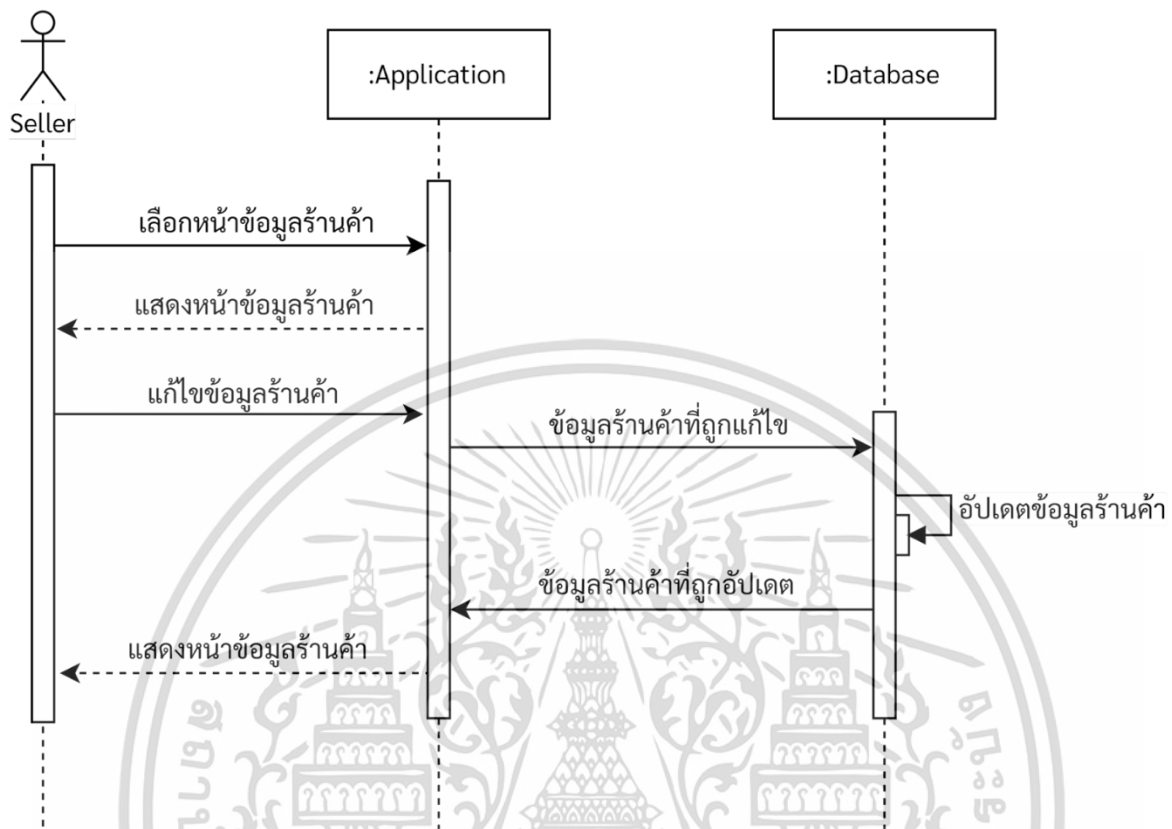 :Application
:Database
Seller
เลือกหน้าข้อมูลร้านค้า
แสดงหน้าข้อมูลร้านค้า
แก้ไขข้อมูลร้านค้า
ข้อมูลร้านค้าที่ถูกแก้ไข
อัปเดตข้อมูลร้านค้า
ข้อมูลร้านค้าที่ถูกอัปเดต
แสดงหน้าข้อมูลร้านค้า